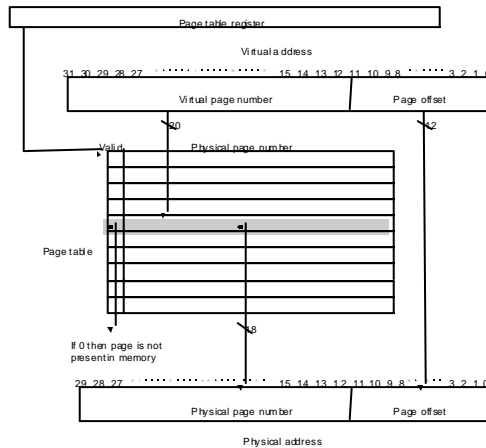 Page table register
Virtual address
31 30 29 28 27 15 14 13 12 11 10 9 8 3 2 1 0
Virtual page number Page offset
20 12
Valid Physical page number
Page table
If 0 then page is not
present in memory
18
29 28 27 15 14 13 12 11 10 9 8 3 2 1 0
Physical page number Page offset
Physical address